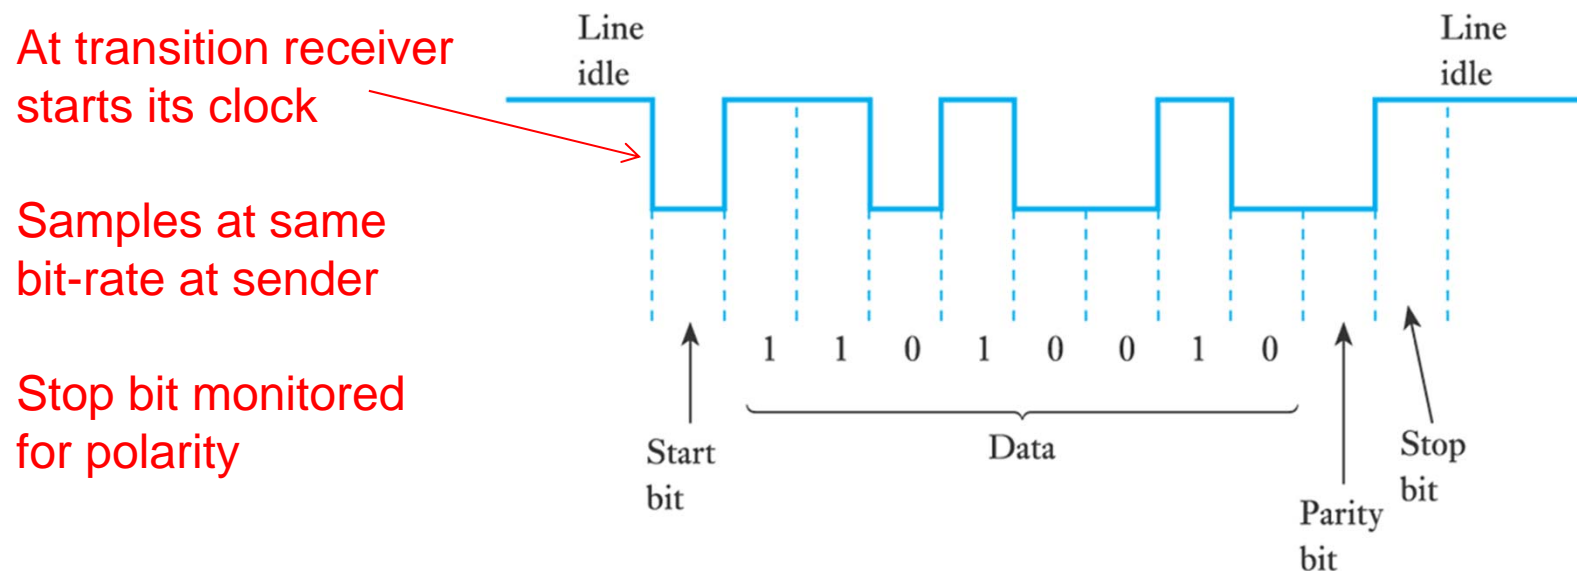 At transition receiver
starts its clock
Samples at same
bit-rate at sender
Stop bit monitored
for polarity
Line
idle
Line
idle
1 1 0 1 0 0 1 0
Start
bit
Data
Parity
bit
Stop
bit